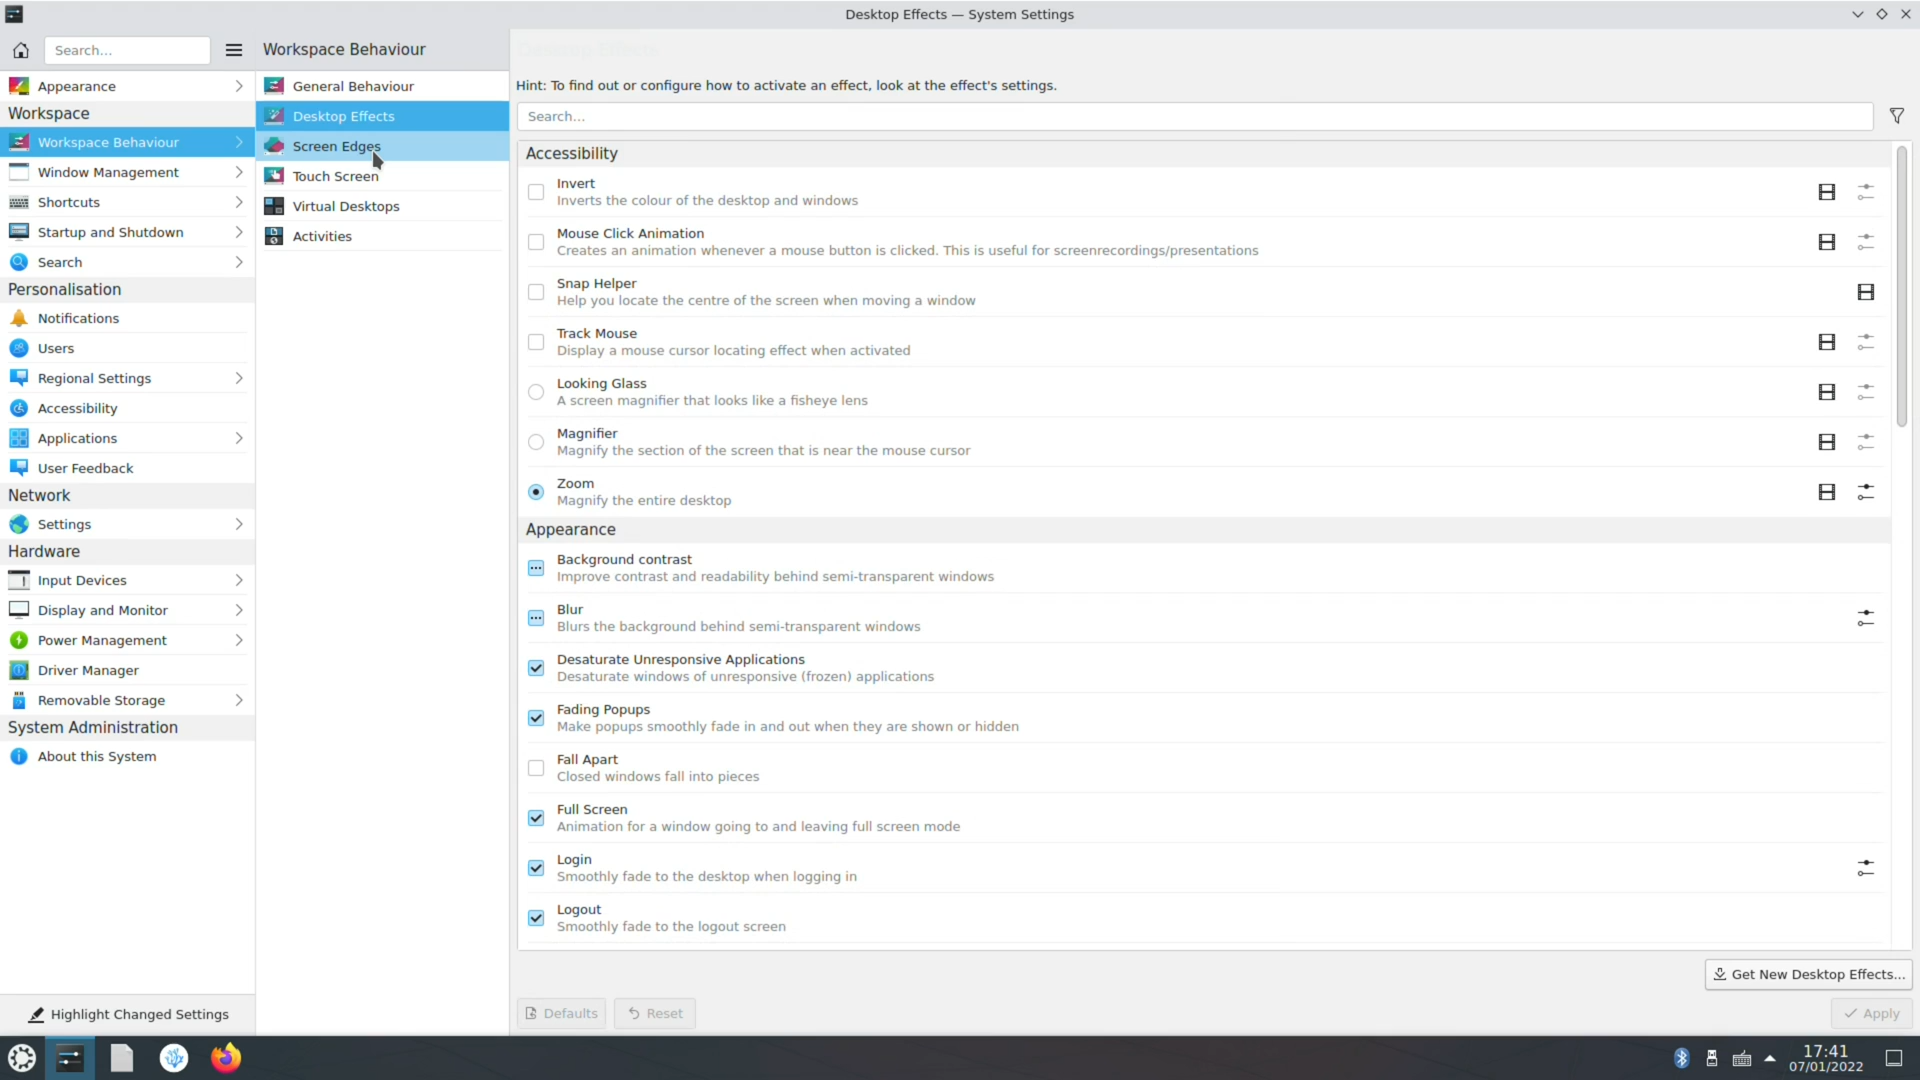 Desktop Effects — System Settings
Search...
Workspace Behaviour
Appearance
Workspace
Workspace Behaviour
Window Management
Shortcuts
Startup and Shutdown
Search
Personalisation
Notifications
Users
Regional Settings
Accessibility
Applications
User Feedback
Network
Settings
Hardware
Input Devices
Display and Monitor
Power Management
Driver Manager
Removable Storage
System Administration
About this System
Highlight Changed Settings
General Behaviour
Desktop Effects
Screen Edges
Touch Screen
Virtual Desktops
Activities
Hint: To find out or configure how to activate an effect, look at the effect's settings.
Search...
Accessibility
Invert
Inverts the colour of the desktop and windows
Mouse Click Animation
Creates an animation whenever a mouse button is clicked. This is useful for screenrecordings/presentations
Snap Helper
Help you locate the centre of the screen when moving a window
Track Mouse
Display a mouse cursor locating effect when activated
Looking Glass
A screen magnifier that looks like a fisheye lens
Magnifier
Magnify the section of the screen that is near the mouse cursor
Zoom
Magnify the entire desktop
Appearance
Background contrast
Improve contrast and readability behind semi-transparent windows
Blur
Blurs the background behind semi-transparent windows
Desaturate Unresponsive Applications
Desaturate windows of unresponsive (frozen) applications
Fading Popups
Make popups smoothly fade in and out when they are shown or hidden
Fall Apart
Closed windows fall into pieces
Full Screen
Animation for a window going to and leaving full screen mode
Login
Smoothly fade to the desktop when logging in
Logout
Smoothly fade to the logout screen
Get New Desktop Effects...
Defaults
Reset
Apply
17:41
07/01/2022